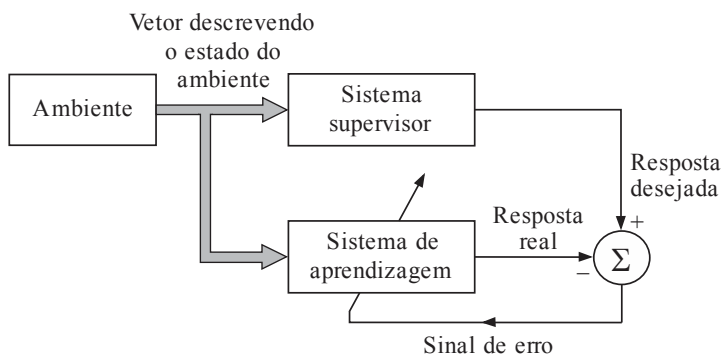 Vetor descrevendo
o estado do
ambiente
Ambiente
Sistema
supervisor
Resposta
desejada
Sistema de
aprendizagem
Resposta
real
+
−
Σ
Sinal de erro